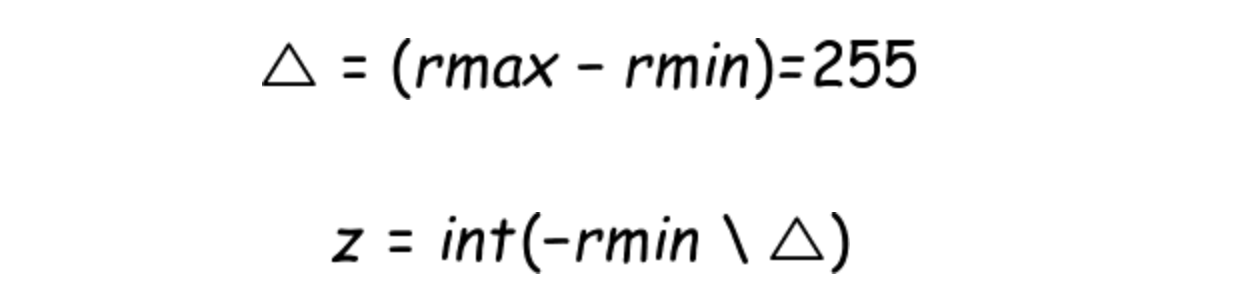 △ = (rmax - rmin)=255
z = int(-rmin \ △)